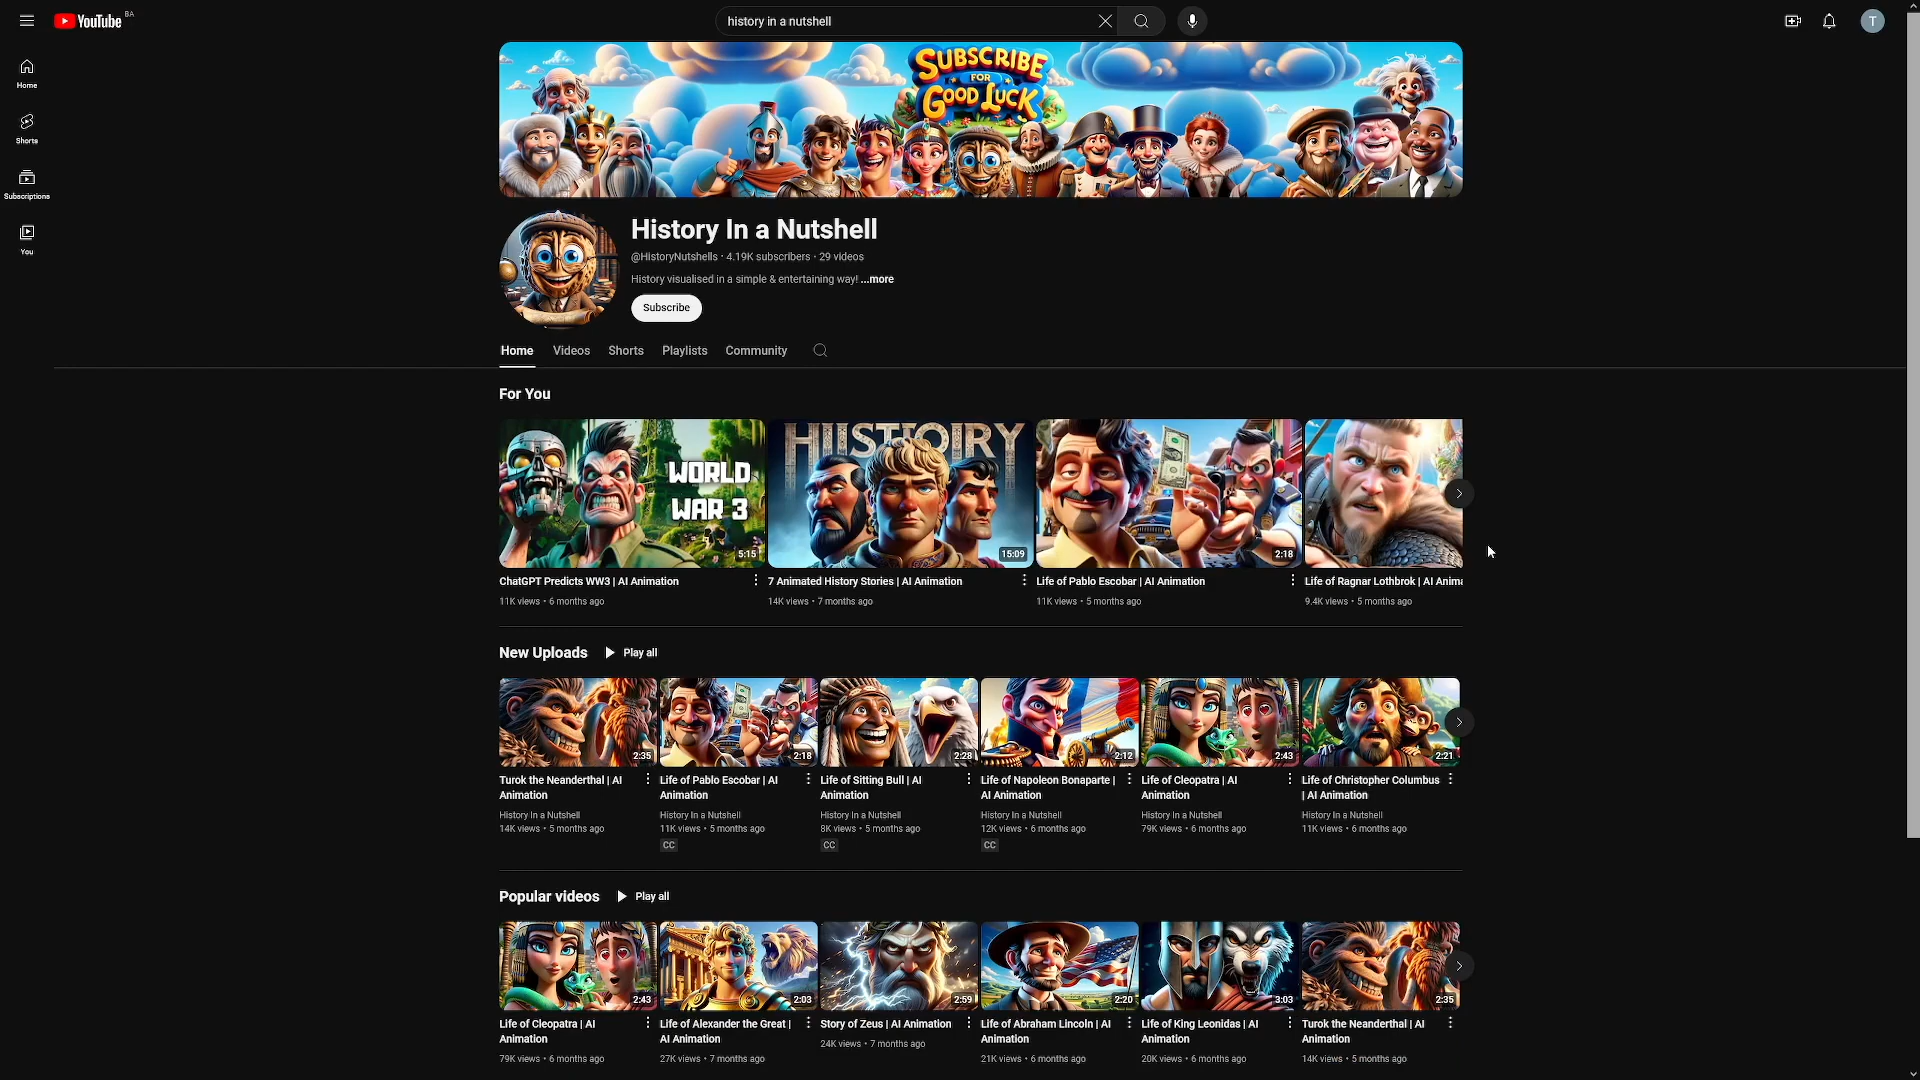 YouTube BA
history in a nutshell
T
Home
Shorts
Subscriptions
You
SUBSCRIBE
FOR
GOOD LUCK
History In a Nutshell
@HistoryNutshells · 4.19K subscribers · 29 videos
History visualised in a simple & entertaining way! ...more
Subscribe
Home Videos Shorts Playlists Community
For You
WORLD
WAR 3
5:15
HIISTIOIRY
15:09
2:18
ChatGPT Predicts WW3 | AI Animation
11K views • 6 months ago
7 Animated History Stories | AI Animation
14K views • 7 months ago
Life of Pablo Escobar | AI Animation
11K views • 5 months ago
Life of Ragnar Lothbrok | AI Anima
9.4K views • 5 months ago
New Uploads Play all
2:35
2:18
2:28
2:12
2:43
2:21
Turok the Neanderthal | AI
Animation
History In a Nutshell
14K views • 5 months ago
Life of Pablo Escobar | AI
Animation
History In a Nutshell
11K views • 5 months ago
CC
Life of Sitting Bull | AI
Animation
History In a Nutshell
8K views • 5 months ago
CC
Life of Napoleon Bonaparte |
AI Animation
History In a Nutshell
12K views • 6 months ago
CC
Life of Cleopatra | AI
Animation
History In a Nutshell
79K views • 6 months ago
Life of Christopher Columbus
| AI Animation
History In a Nutshell
11K views • 6 months ago
Popular videos Play all
2:43
2:03
2:59
2:20
3:03
2:35
Life of Cleopatra | AI
Animation
79K views • 6 months ago
Life of Alexander the Great |
AI Animation
27K views • 7 months ago
Story of Zeus | AI Animation
24K views • 7 months ago
Life of Abraham Lincoln | AI
Animation
21K views • 6 months ago
Life of King Leonidas | AI
Animation
20K views • 6 months ago
Turok the Neanderthal | AI
Animation
14K views • 5 months ago